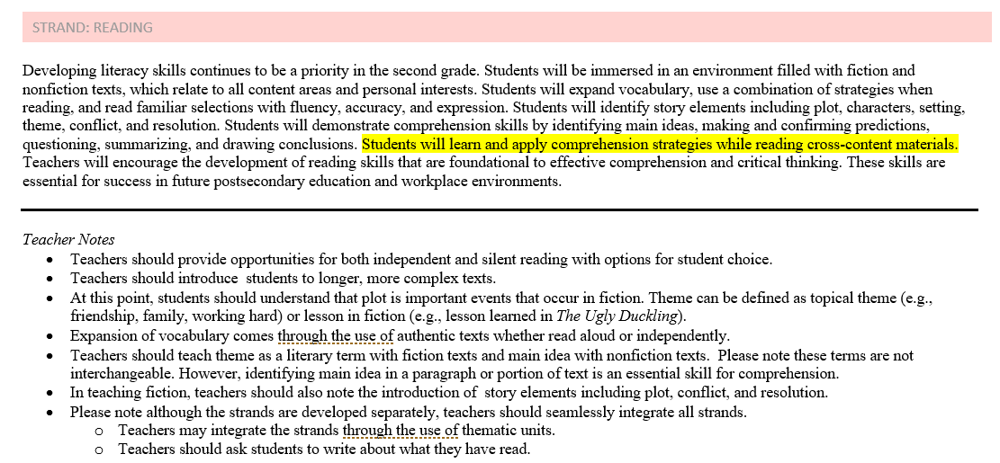 STRAND: READING
Developing literacy skills continues to be a priority in the second grade. Students will be immersed in an environment filled with fiction and
nonfiction texts, which relate to all content areas and personal interests. Students will expand vocabulary, use a combination of strategies when
reading, and read familiar selections with fluency, accuracy, and expression. Students will identify story elements including plot, characters, setting,
theme, conflict, and resolution. Students will demonstrate comprehension skills by identifying main ideas, making and confirming predictions,
questioning, summarizing, and drawing conclusions. Students will learn and apply comprehension strategies while reading cross-content materials.
Teachers will encourage the development of reading skills that are foundational to effective comprehension and critical thinking. These skills are
essential for success in future postsecondary education and workplace environments.
Teacher Notes
• Teachers should provide opportunities for both independent and silent reading with options for student choice.
• Teachers should introduce students to longer, more complex texts.
• At this point, students should understand that plot is important events that occur in fiction. Theme can be defined as topical theme (e.g.,
friendship, family, working hard) or lesson in fiction (e.g., lesson learned in The Ugly Duckling).
• Expansion of vocabulary comes through the use of authentic texts whether read aloud or independently.
• Teachers should teach theme as a literary term with fiction texts and main idea with nonfiction texts. Please note these terms are not
interchangeable. However, identifying main idea in a paragraph or portion of text is an essential skill for comprehension.
• In teaching fiction, teachers should also note the introduction of story elements including plot, conflict, and resolution.
• Please note although the strands are developed separately, teachers should seamlessly integrate all strands.
o Teachers may integrate the strands through the use of thematic units.
o Teachers should ask students to write about what they have read.